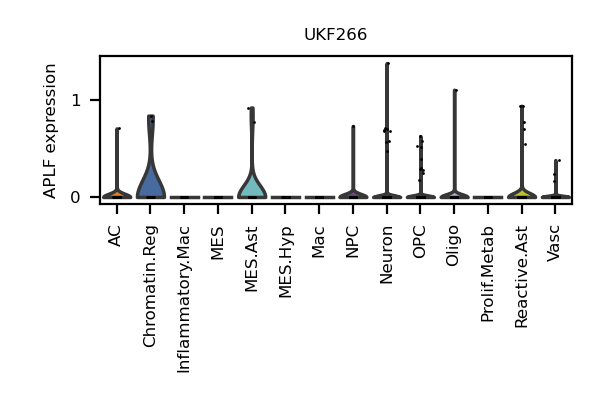 UKF266
APLF expression
1
0
AC
Chromatin.Reg
Inflammatory.Mac
MES
MES.Ast
MES.Hyp
Mac
NPC
Neuron
OPC
Oligo
Prolif.Metab
Reactive.Ast
Vasc